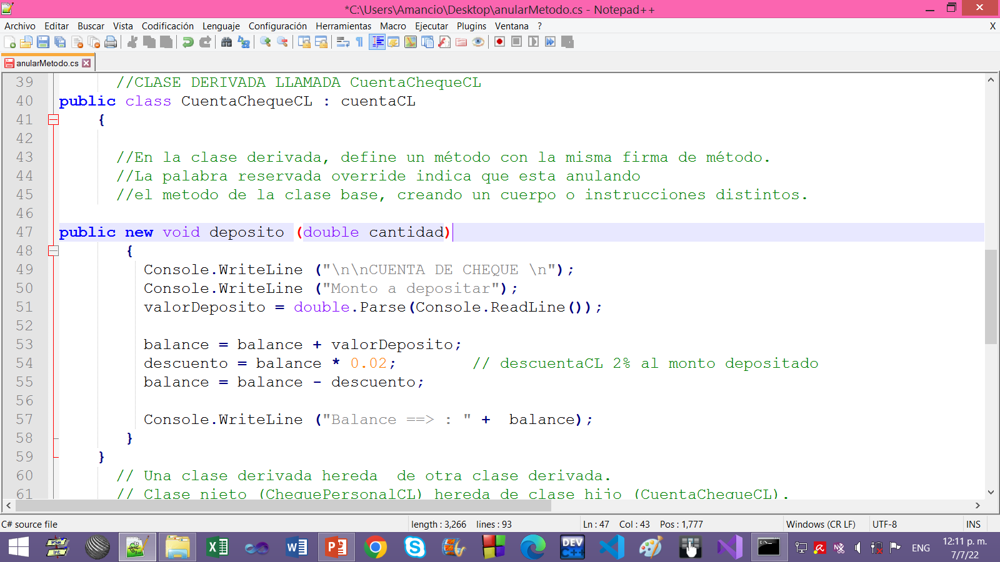 *C:\Users\Amancio\Desktop\anularMetodo.cs - Notepad++
Archivo Editar Buscar Vista Codificación Lenguaje Configuración Herramientas Macro Ejecutar Plugins Ventana ? X
anularMetodo.cs
39 //CLASE DERIVADA LLAMADA CuentaChequeCL
40 public class CuentaChequeCL : cuentaCL
41 {
42
43 //En la clase derivada, define un método con la misma firma de método.
44 //La palabra reservada override indica que esta anulando
45 //el metodo de la clase base, creando un cuerpo o instrucciones distintos.
46
47 public new void deposito (double cantidad)
48 {
49 Console.WriteLine ("\n\nCUENTA DE CHEQUE \n");
50 Console.WriteLine ("Monto a depositar");
51 valorDeposito = double.Parse(Console.ReadLine());
52
53 balance = balance + valorDeposito;
54 descuento = balance * 0.02; // descuentaCL 2% al monto depositado
55 balance = balance - descuento;
56
57 Console.WriteLine ("Balance ==> : " + balance);
58 }
59 }
60 // Una clase derivada hereda de otra clase derivada.
61 // Clase nieto (ChequePersonalCL) hereda de clase hijo (CuentaChequeCL).
C# source file length : 3,266 lines : 93 Ln : 47 Col : 43 Pos : 1,777 Windows (CR LF) UTF-8 INS
ENG 12:11 p. m.
7/7/22
PSe
Int
DEV
C++